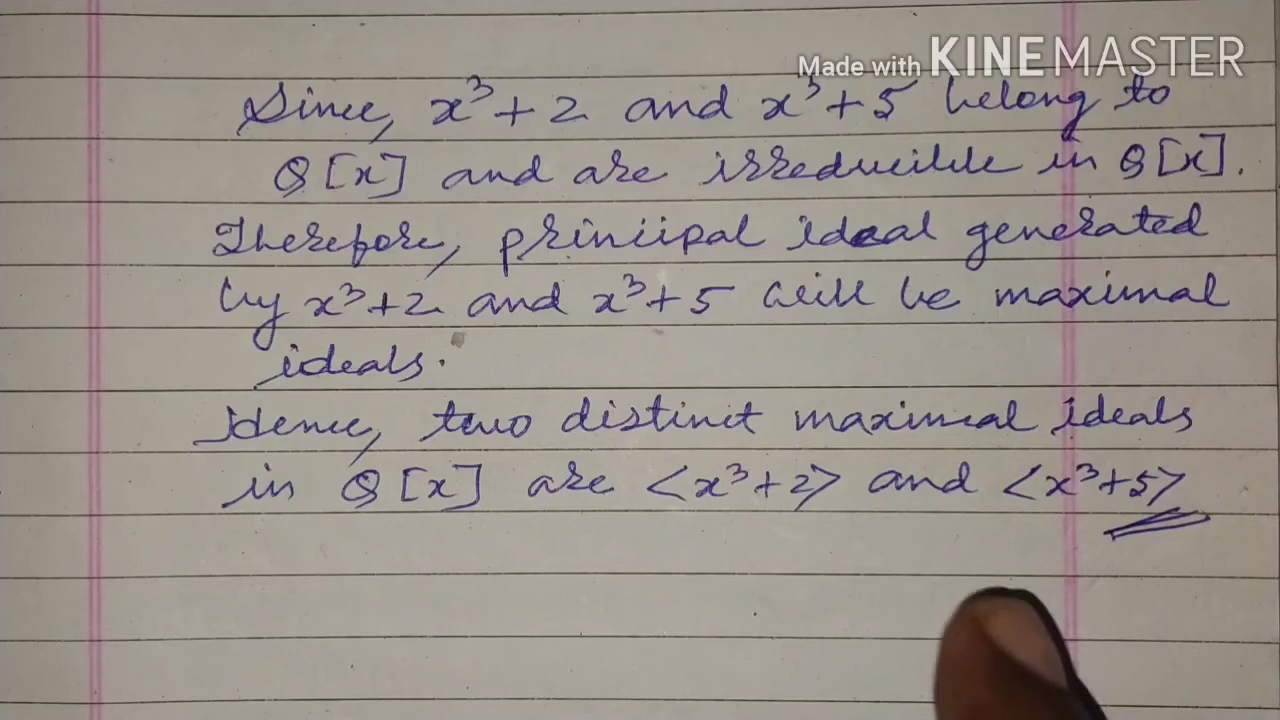 Made with KINEMASTER
Since, x³+2 and x³+5 belong to
Q[x] and are irreducible in Q[x].
Therefore, principal ideal generated
by x³+2 and x³+5 will be maximal
ideals.
Hence, two distinct maximal ideals
in Q[x] are <x³+2> and <x³+5>